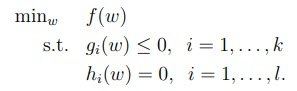 min_w f(w)
s.t. g_i(w) ≤ 0, i = 1, . . . , k
h_i(w) = 0, i = 1, . . . , l.